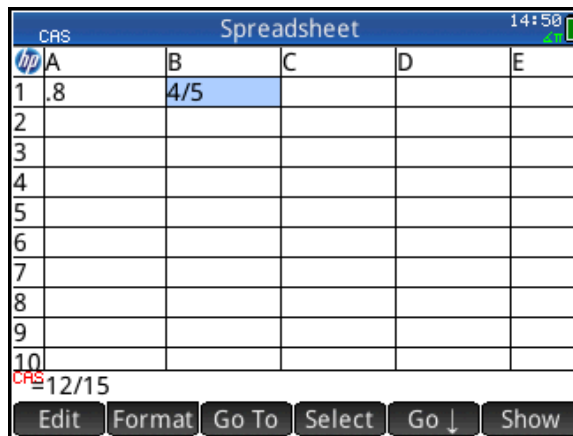 CAS Spreadsheet 14:50
∡π
hp A B C D E
1 .8 4/5
2
3
4
5
6
7
8
9
10
CAS =12/15
Edit Format Go To Select Go ↓ Show